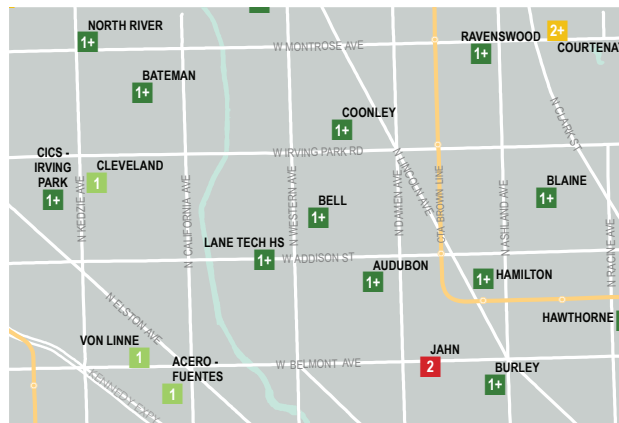 NORTH RIVER
1+
W MONTROSE AVE
RAVENSWOOD
1+
2+
COURTENAY
BATEMAN
1+
COONLEY
1+
N CLARK ST
W IRVING PARK RD
CICS -
IRVING
PARK
1+
CLEVELAND
1
N KEDZIE AVE
N CALIFORNIA AVE
N WESTERN AVE
BELL
1+
N DAMEN AVE
N LINCOLN AVE
CTA BROWN LINE
N ASHLAND AVE
BLAINE
1+
N RACINE AVE
LANE TECH HS
1+
W ADDISON ST
AUDUBON
1+
HAMILTON
1+
N ELSTON AVE
HAWTHORNE
VON LINNE
1
ACERO -
FUENTES
1
W BELMONT AVE
JAHN
2
BURLEY
1+
KENNEDY EXPY